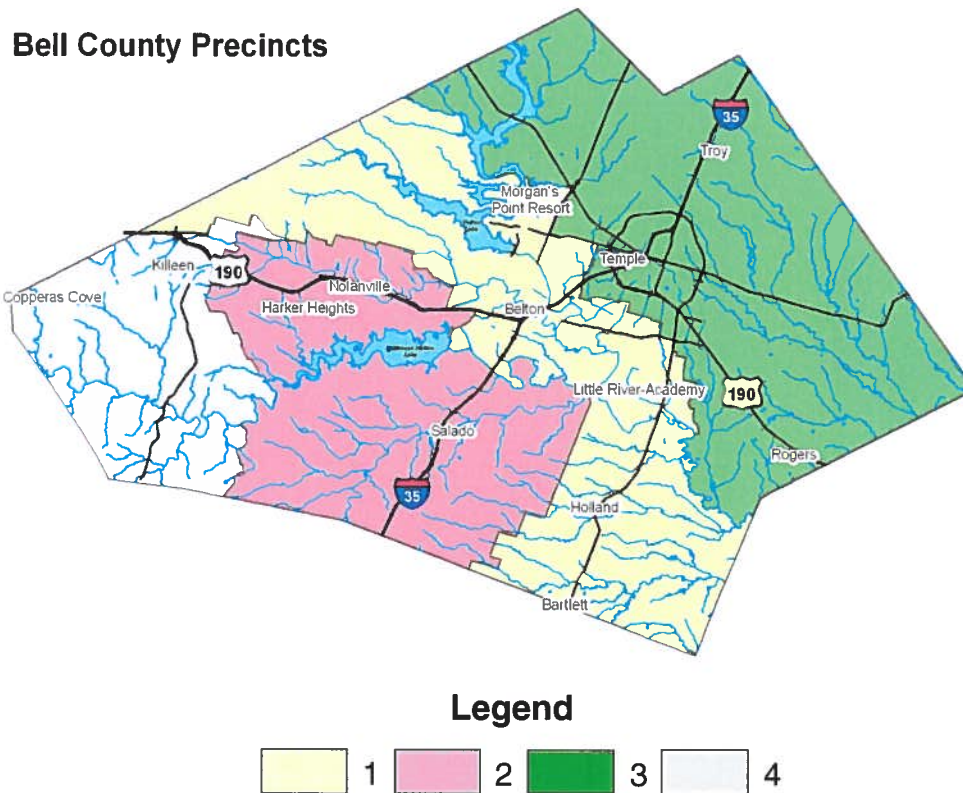 Bell County Precincts
35
Troy
Morgan's
Point Resort
Temple
Killeen
190
Nolanville
Copperas Cove
Harker Heights
Belton
Little River-Academy
190
Salado
Rogers
35
Holland
Bartlett
Legend
1
2
3
4